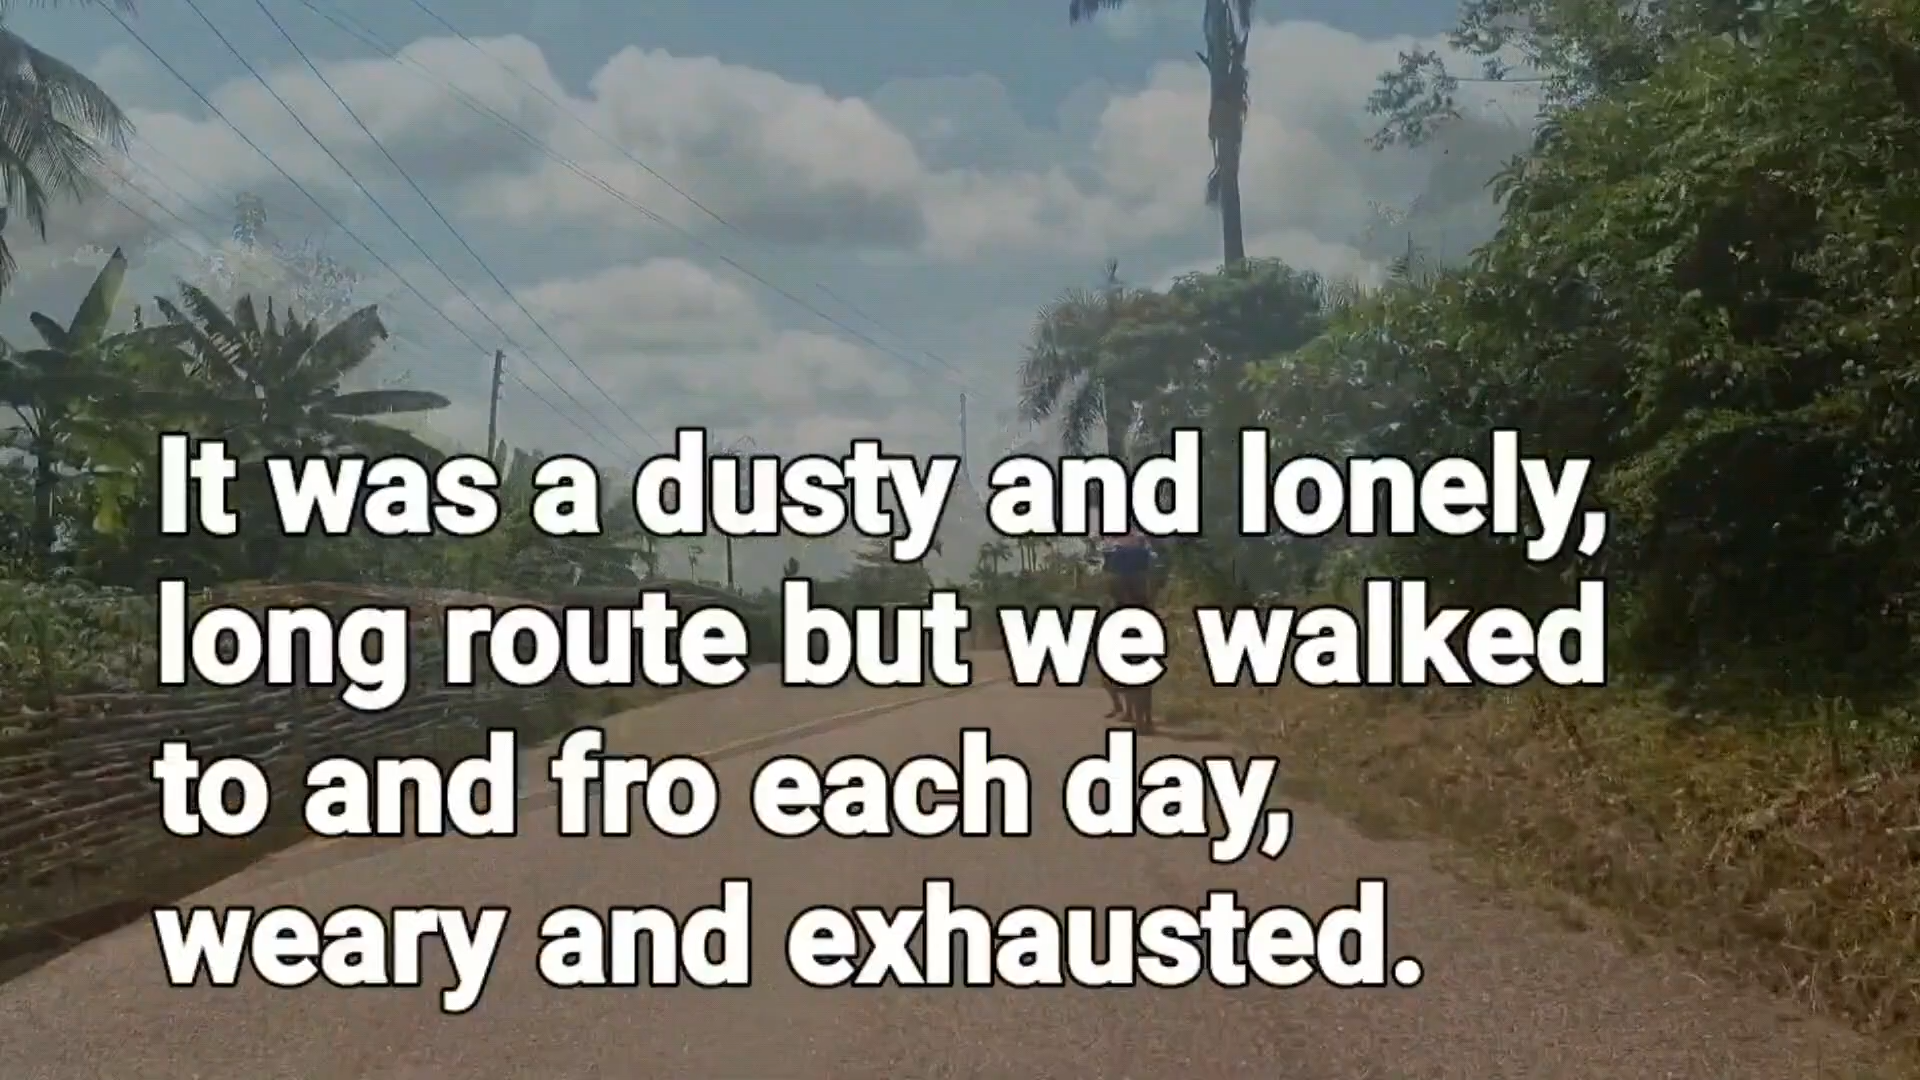 It was a dusty and lonely,
long route but we walked
to and fro each day,
weary and exhausted.